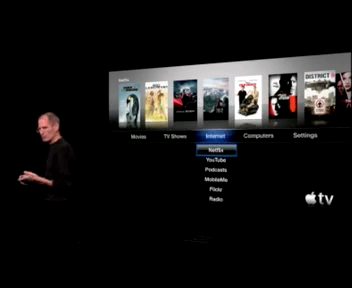 Netflix
DISTRICT 9
Movies TV Shows Internet Computers Settings
Netflix
YouTube
Podcasts
MobileMe
Flickr
Radio
tv